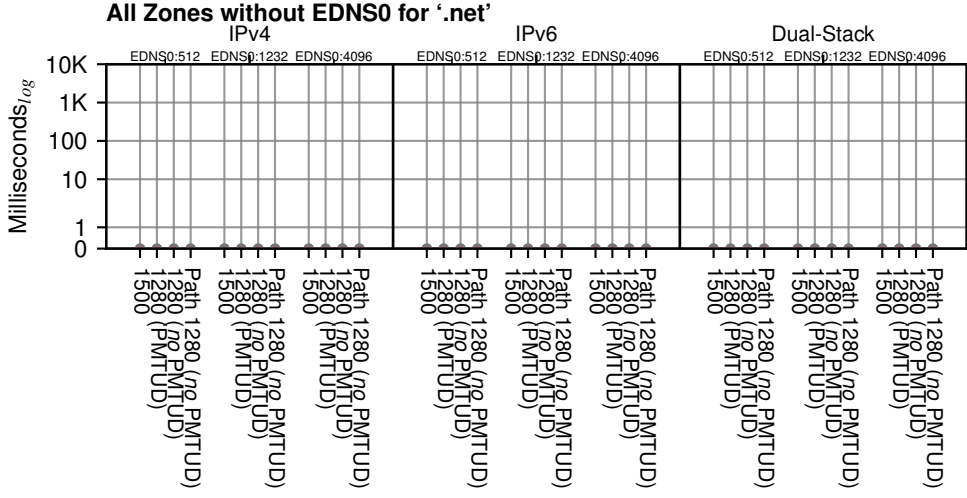 All Zones without EDNS0 for ‘.net’
IPv4 IPv6 Dual-Stack
EDNS0:512 EDNS0:1232 EDNS0:4096 EDNS0:512 EDNS0:1232 EDNS0:4096 EDNS0:512 EDNS0:1232 EDNS0:4096
Milliseconds_log
10K
1K
100
10
1
0
1500
1280 (PMTUD)
1280 (no PMTUD)
Path 1280 (no PMTUD)
1500
1280 (PMTUD)
1280 (no PMTUD)
Path 1280 (no PMTUD)
1500
1280 (PMTUD)
1280 (no PMTUD)
Path 1280 (no PMTUD)
1500
1280 (PMTUD)
1280 (no PMTUD)
Path 1280 (no PMTUD)
1500
1280 (PMTUD)
1280 (no PMTUD)
Path 1280 (no PMTUD)
1500
1280 (PMTUD)
1280 (no PMTUD)
Path 1280 (no PMTUD)
1500
1280 (PMTUD)
1280 (no PMTUD)
Path 1280 (no PMTUD)
1500
1280 (PMTUD)
1280 (no PMTUD)
Path 1280 (no PMTUD)
1500
1280 (PMTUD)
1280 (no PMTUD)
Path 1280 (no PMTUD)